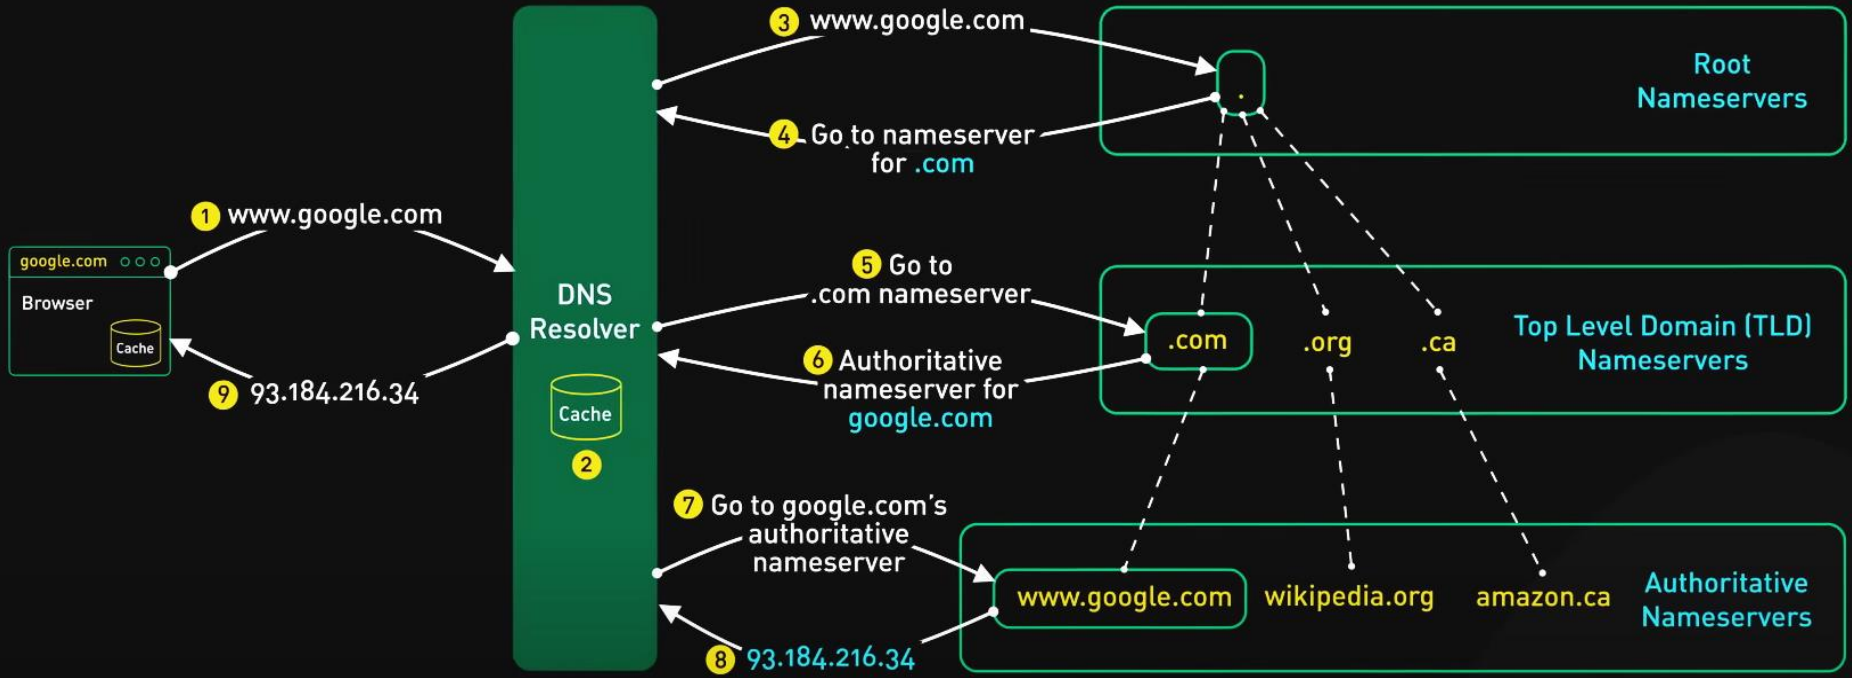 3 www.google.com
Root
Nameservers
.
4 Go to nameserver
for .com
1 www.google.com
google.com
Browser
Cache
9 93.184.216.34
DNS
Resolver
Cache
2
5 Go to
.com nameserver
6 Authoritative
nameserver for
google.com
.com
.org
.ca
Top Level Domain (TLD)
Nameservers
7 Go to google.com's
authoritative
nameserver
8 93.184.216.34
www.google.com
wikipedia.org
amazon.ca
Authoritative
Nameservers